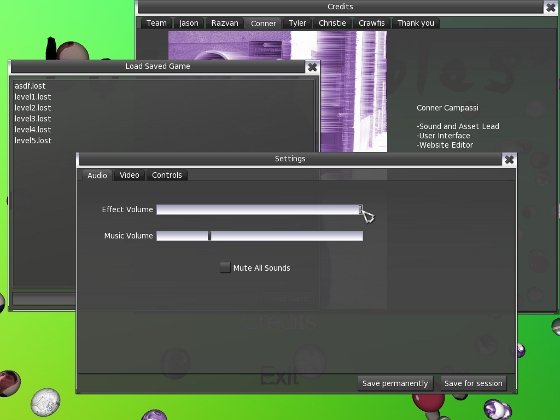 Credits
Team Jason Razvan Conner Tyler Christie Crawfis Thank you
Conner Campassi
-Sound and Asset Lead
-User Interface
-Website Editor
Load Saved Game
asdf.lost
level1.lost
level2.lost
level3.lost
level4.lost
level5.lost
Settings
Audio Video Controls
Effect Volume
Music Volume
Mute All Sounds
Credits
Exit
Save permanently Save for session